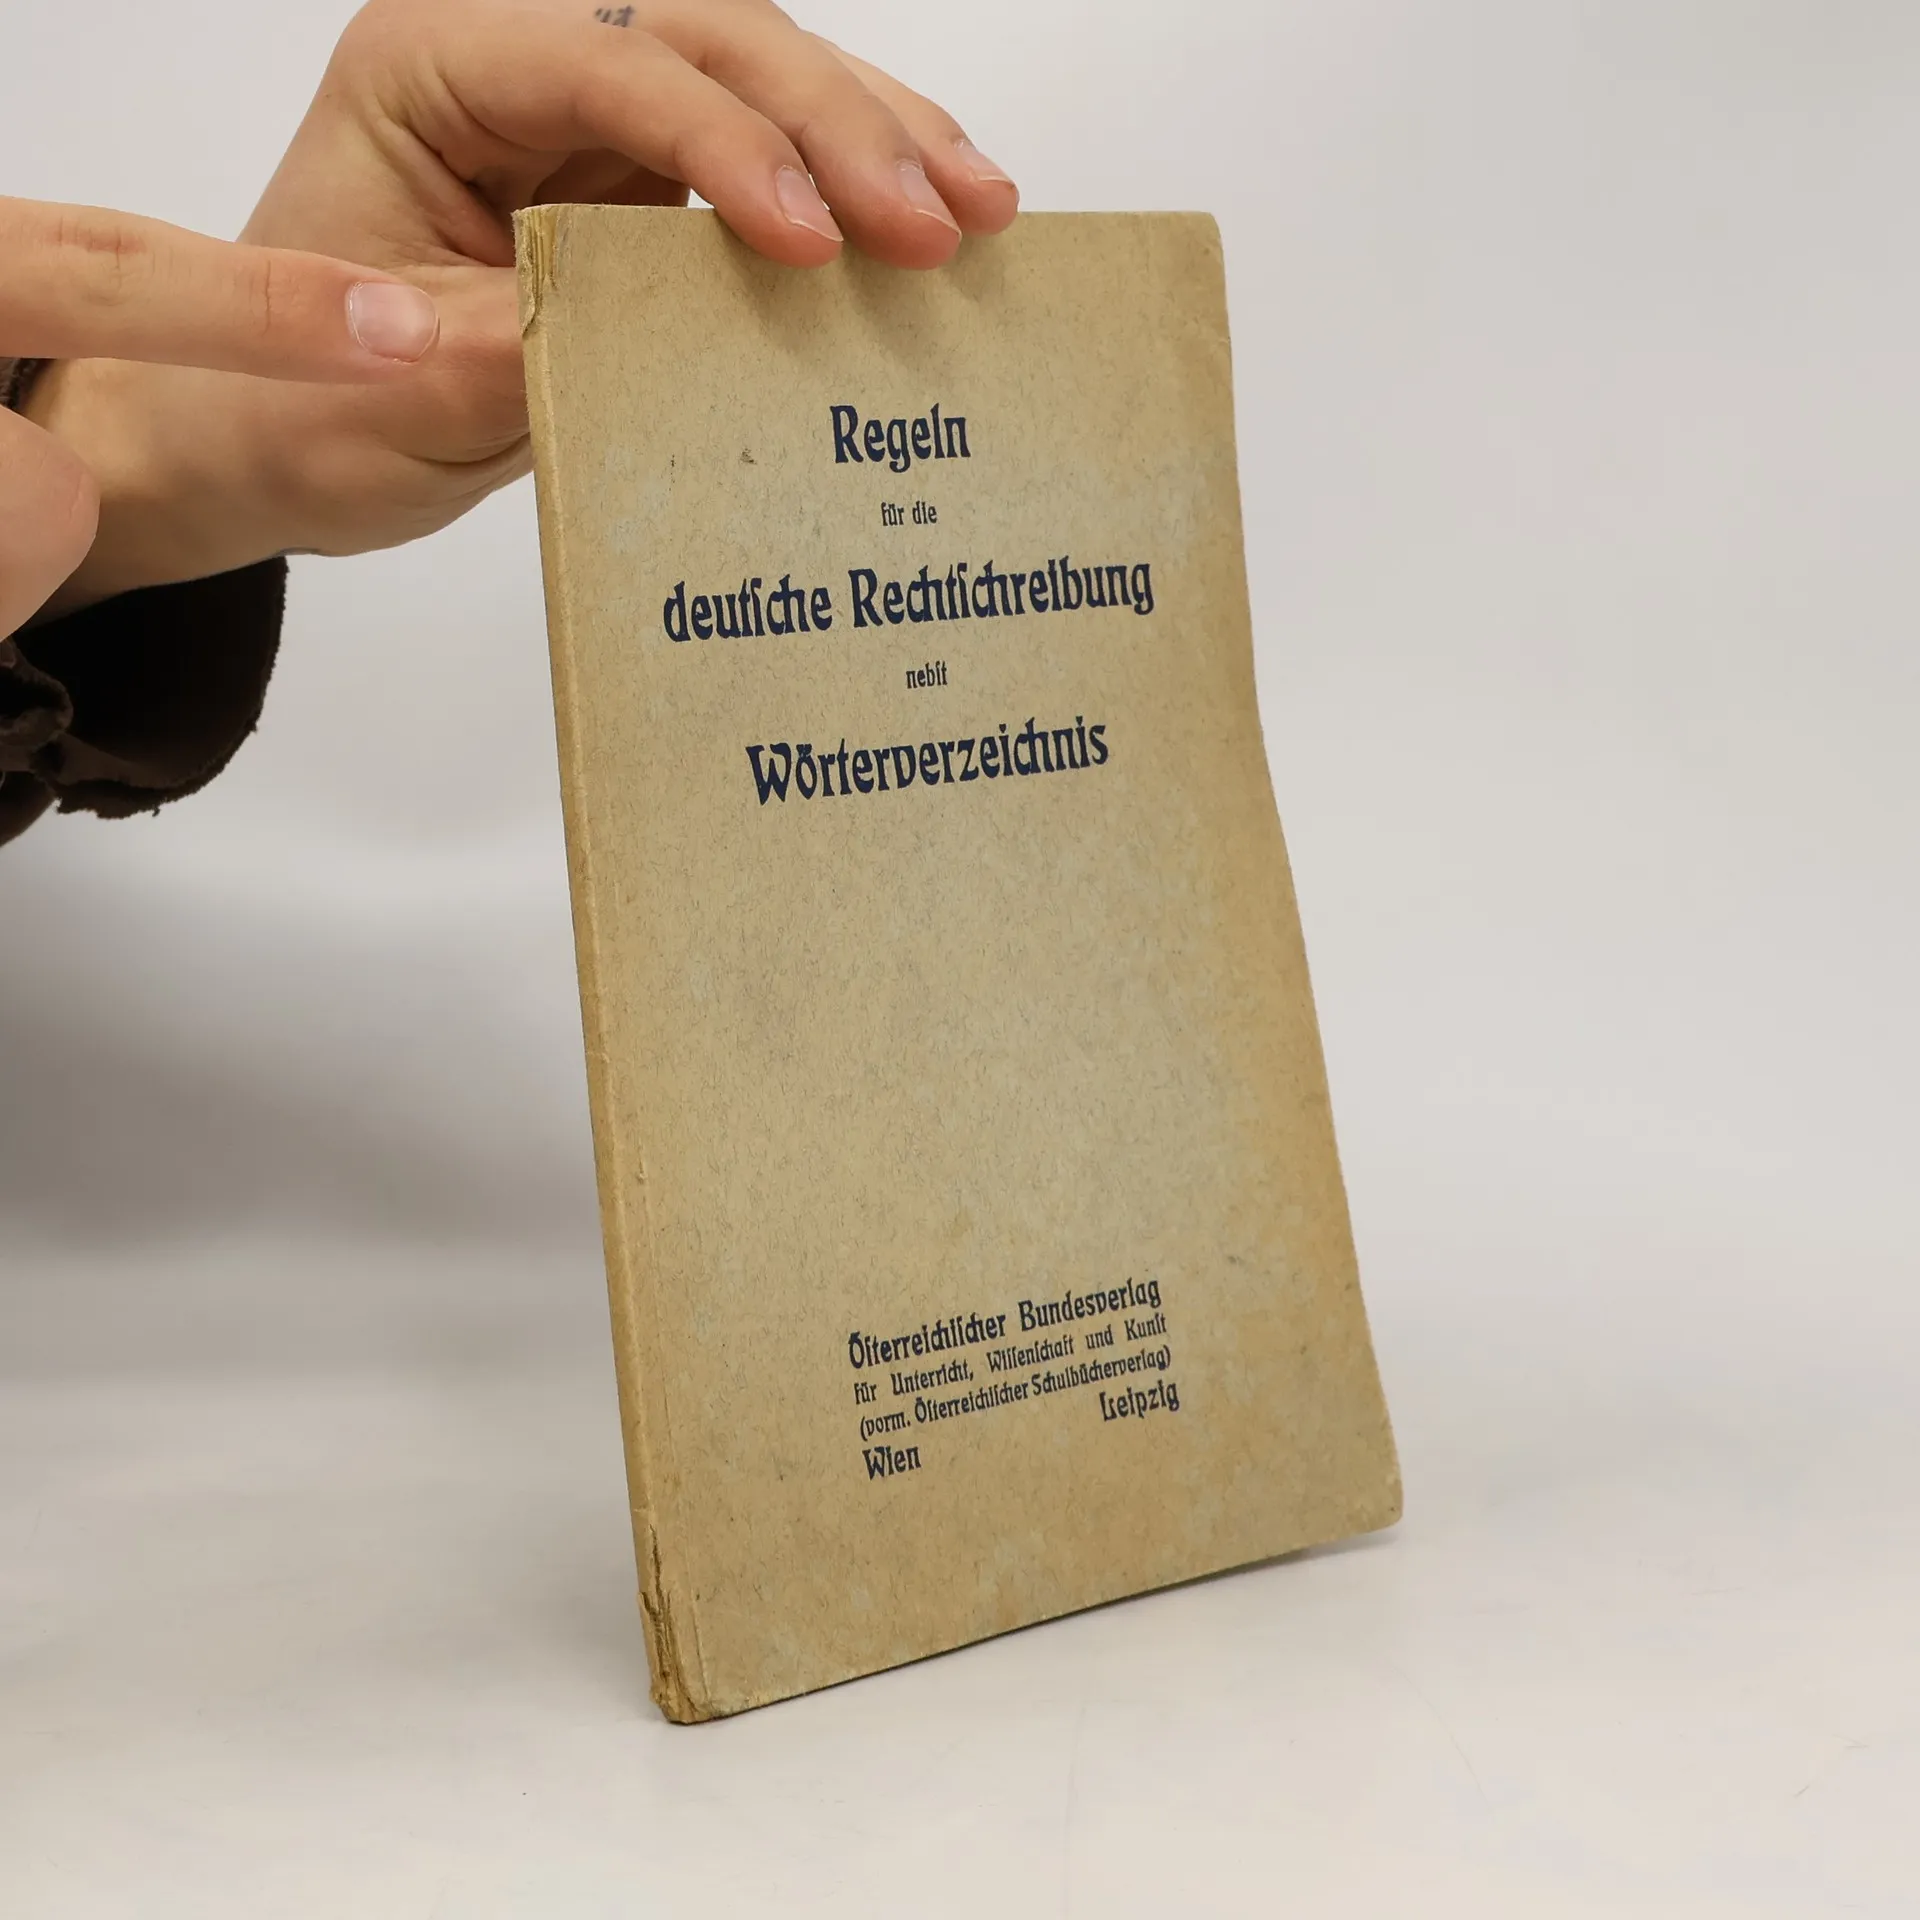 Regeln
für die
deutſche Rechtſchreibung
nebſt
Wörterverzeichnis
Öſterreichiſcher Bundesverlag
für Unterricht, Wiſſenſchaft und Kunſt
(vorm. Öſterreichiſcher Schulbücherverlag)
Wien Leipzig